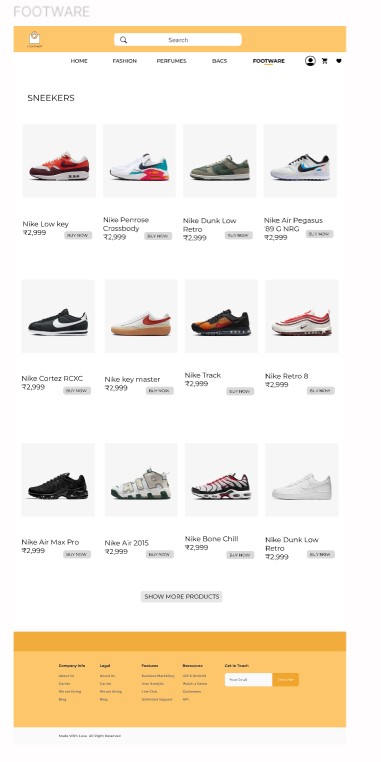 FOOTWARE
Search
HOME
FASHION
PERFUMES
BAGS
FOOTWARE
SNEEKERS
Nike Low key
₹2,999
BUY NOW
Nike Penrose
Crossbody
₹2,999
BUY NOW
Nike Dunk Low
Retro
₹2,999
BUY NOW
Nike Air Pegasus
'89 G NRG
₹2,999
BUY NOW
Nike Cortez RCXC
₹2,999
BUY NOW
Nike key master
₹2,999
BUY NOW
Nike Track
₹2,999
BUY NOW
Nike Retro 8
₹2,999
BUY NOW
Nike Air Max Pro
₹2,999
BUY NOW
Nike Air 2015
₹2,999
BUY NOW
Nike Bone Chill
₹2,999
BUY NOW
Nike Dunk Low
Retro
₹2,999
BUY NOW
SHOW MORE PRODUCTS
Company Info
About Us
Carrier
We are hiring
Blog
Legal
About Us
Carrier
We are hiring
Blog
Features
Business Marketing
User Analytic
Live Chat
Unlimited Support
Resources
IOS & Android
Watch a Demo
Customers
API
Get In Touch
Your Email
Subscribe
Made With Love All Right Reserved